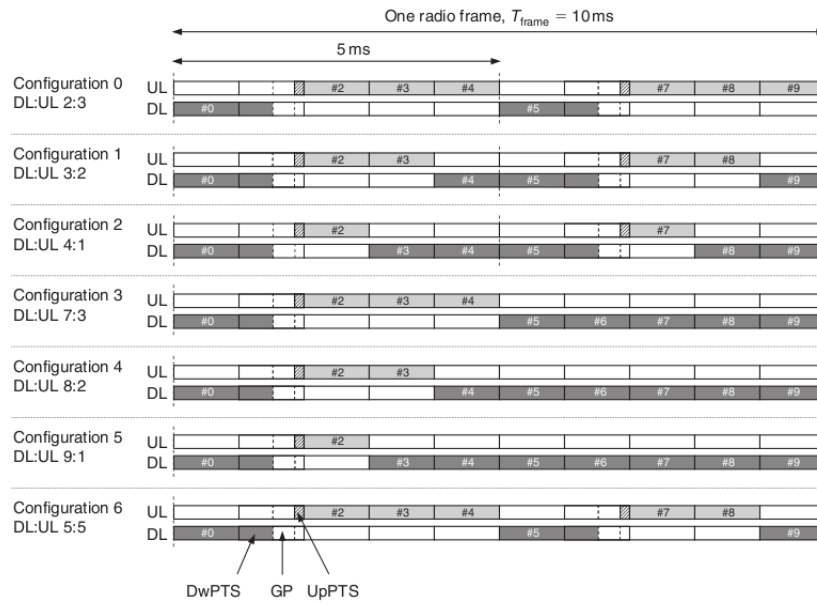 One radio frame, Tframe = 10 ms
5 ms
Configuration 0
DL:UL 2:3
UL #2 #3 #4 #7 #8 #9
DL #0 #5
Configuration 1
DL:UL 3:2
UL #2 #3 #7 #8
DL #0 #4 #5 #9
Configuration 2
DL:UL 4:1
UL #2 #7
DL #0 #3 #4 #5 #8 #9
Configuration 3
DL:UL 7:3
UL #2 #3 #4
DL #0 #5 #6 #7 #8 #9
Configuration 4
DL:UL 8:2
UL #2 #3
DL #0 #4 #5 #6 #7 #8 #9
Configuration 5
DL:UL 9:1
UL #2
DL #0 #3 #4 #5 #6 #7 #8 #9
Configuration 6
DL:UL 5:5
UL #2 #3 #4 #7 #8
DL #0 #5 #9
DwPTS GP UpPTS